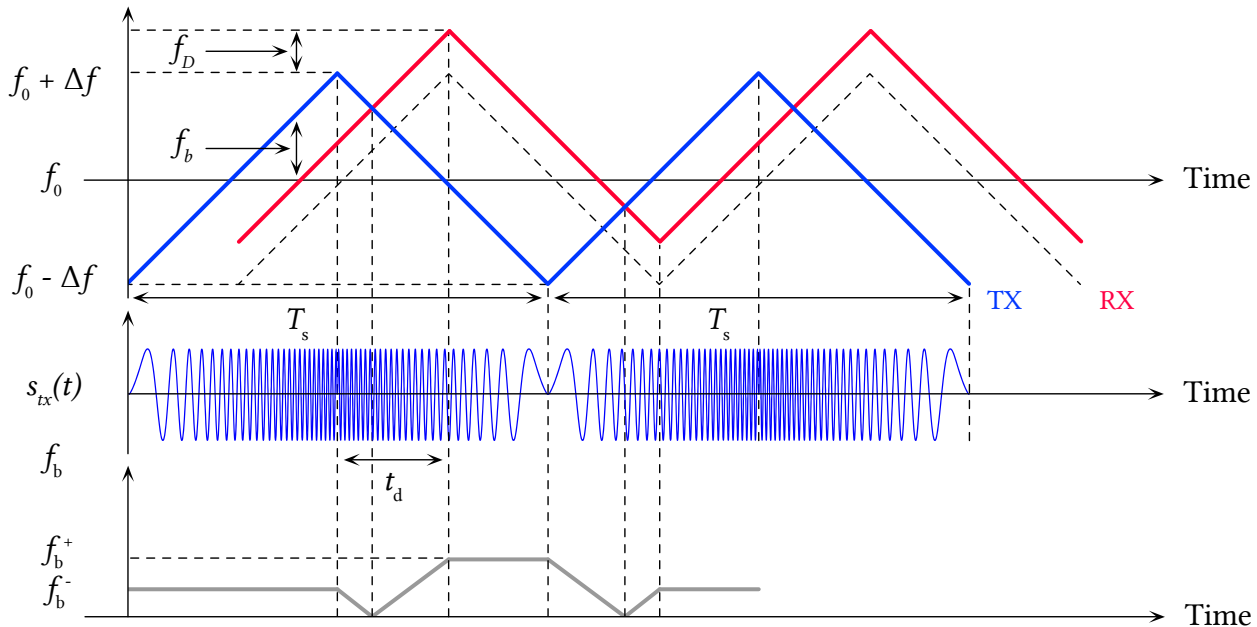 f_D
f_0 + Δf
f_b
f_0
Time
f_0 - Δf
T_s
T_s
TX
RX
s_tx(t)
Time
f_b
t_d
f_b^+
f_b^-
Time